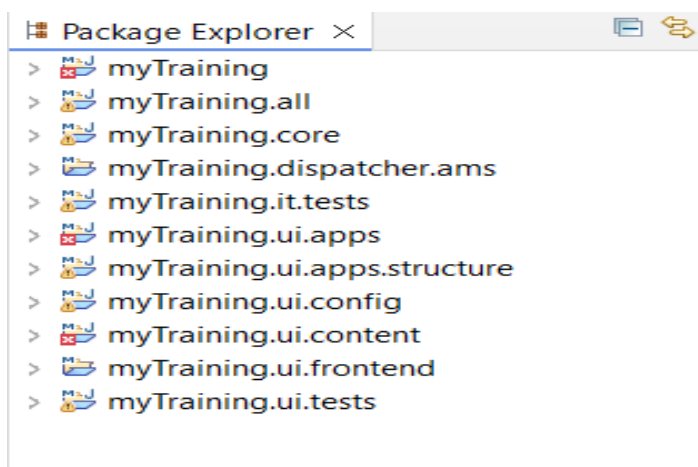 Package Explorer
myTraining
myTraining.all
myTraining.core
myTraining.dispatcher.ams
myTraining.it.tests
myTraining.ui.apps
myTraining.ui.apps.structure
myTraining.ui.config
myTraining.ui.content
myTraining.ui.frontend
myTraining.ui.tests